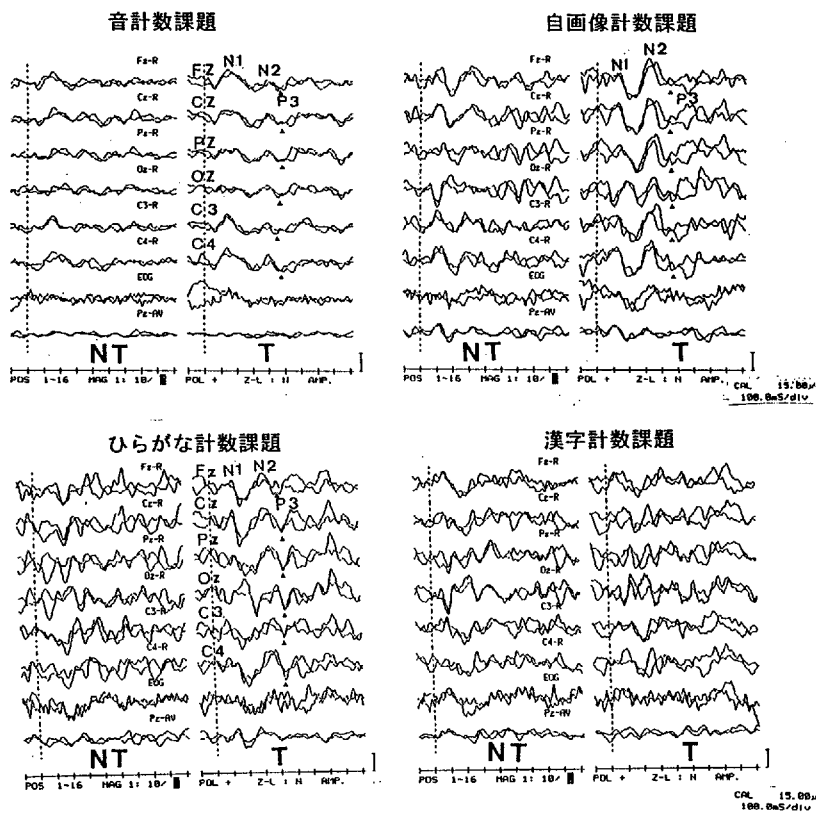 音計数課題
Fz-R
Cz-R
Pz-R
Oz-R
C3-R
C4-R
EOG
Pz-AV
Fz N1 N2
Cz P3
Pz
Oz
C3
C4
NT T
POS 1-16 MAG 1: 10/ POL + Z-L : N AMP.
自画像計数課題
Fz-R
Cz-R
Pz-R
Oz-R
C3-R
C4-R
EOG
Pz-AV
N1 N2
P3
NT T
POS 1-16 MAG 1: 10/ POL + Z-L : N AMP.
CAL 15.00μ
100.0mS/div
ひらがな計数課題
Fz-R
Cz-R
Pz-R
Oz-R
C3-R
C4-R
EOG
Pz-AV
Fz N1 N2
Cz P3
Pz
Oz
C3
C4
NT T
POS 1-16 MAG 1: 10/ POL + Z-L : N AMP.
漢字計数課題
Fz-R
Cz-R
Pz-R
Oz-R
C3-R
C4-R
EOG
Pz-AV
NT T
POS 1-16 MAG 1: 10/ POL + Z-L : N AMP.
CAL 15.00μ
100.0mS/div